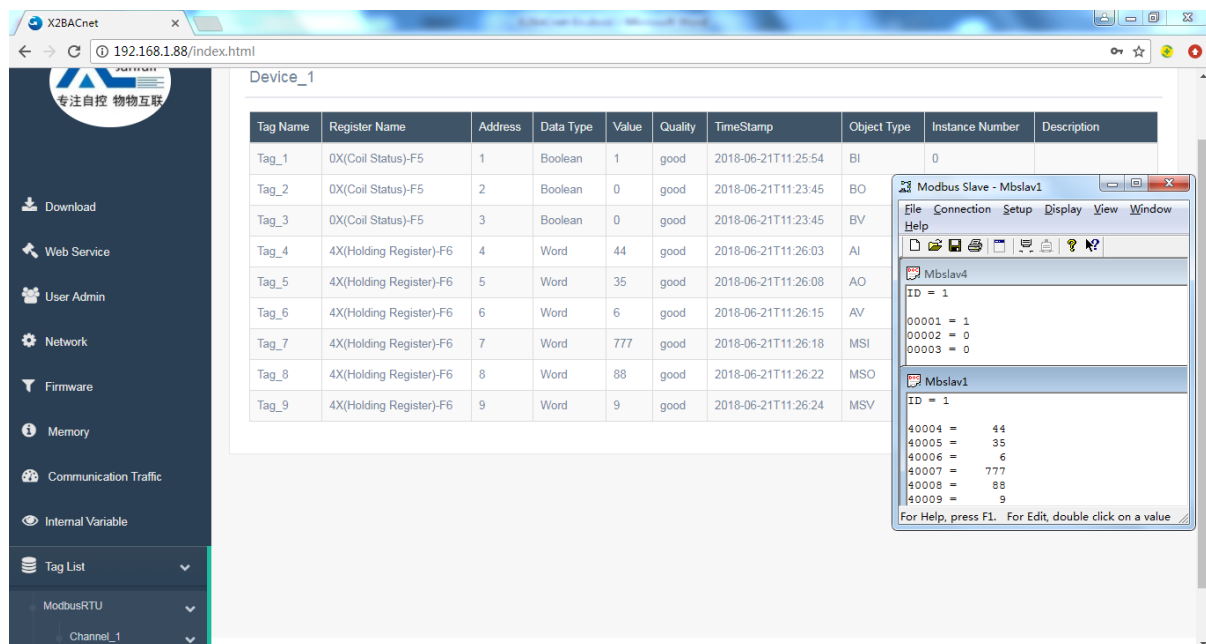 X2BACnet
192.168.1.88/index.html
专注自控 物物互联
Download
Web Service
User Admin
Network
Firmware
Memory
Communication Traffic
Internal Variable
Tag List
ModbusRTU
Channel_1
Device_1
Tag Name Register Name Address Data Type Value Quality TimeStamp Object Type Instance Number Description
Tag_1 0X(Coil Status)-F5 1 Boolean 1 good 2018-06-21T11:25:54 BI 0
Tag_2 0X(Coil Status)-F5 2 Boolean 0 good 2018-06-21T11:23:45 BO
Tag_3 0X(Coil Status)-F5 3 Boolean 0 good 2018-06-21T11:23:45 BV
Tag_4 4X(Holding Register)-F6 4 Word 44 good 2018-06-21T11:26:03 AI
Tag_5 4X(Holding Register)-F6 5 Word 35 good 2018-06-21T11:26:08 AO
Tag_6 4X(Holding Register)-F6 6 Word 6 good 2018-06-21T11:26:15 AV
Tag_7 4X(Holding Register)-F6 7 Word 777 good 2018-06-21T11:26:18 MSI
Tag_8 4X(Holding Register)-F6 8 Word 88 good 2018-06-21T11:26:22 MSO
Tag_9 4X(Holding Register)-F6 9 Word 9 good 2018-06-21T11:26:24 MSV
Modbus Slave - Mbslav1
File Connection Setup Display View Window
Help
Mbslav4
ID = 1
00001 = 1
00002 = 0
00003 = 0
Mbslav1
ID = 1
40004 = 44
40005 = 35
40006 = 6
40007 = 777
40008 = 88
40009 = 9
For Help, press F1. For Edit, double click on a value